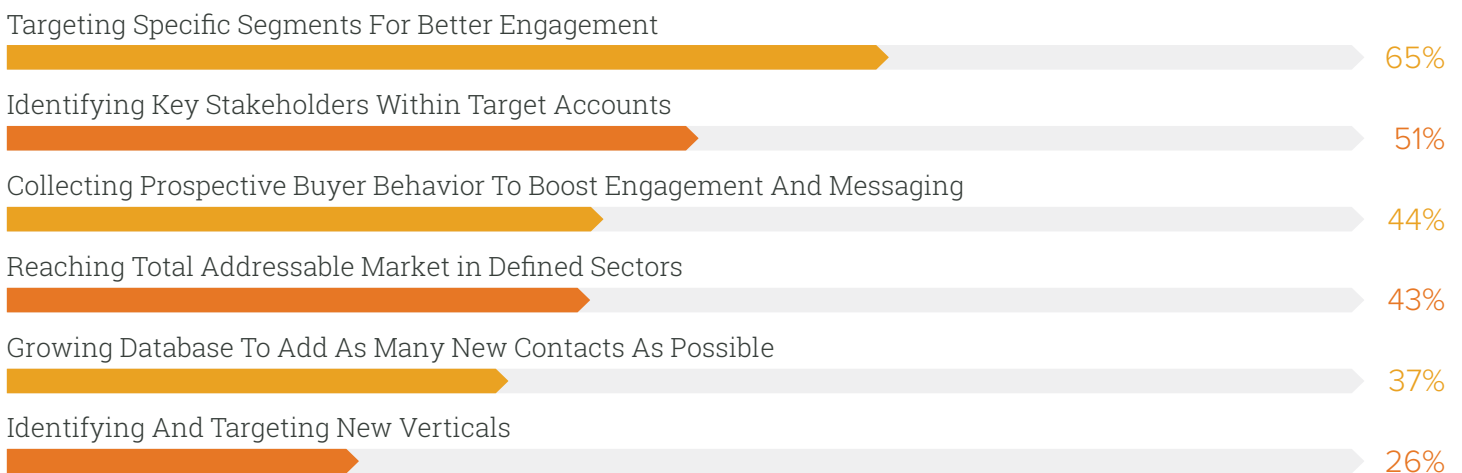 Targeting Specific Segments For Better Engagement
65%
Identifying Key Stakeholders Within Target Accounts
51%
Collecting Prospective Buyer Behavior To Boost Engagement And Messaging
44%
Reaching Total Addressable Market in Defined Sectors
43%
Growing Database To Add As Many New Contacts As Possible
37%
Identifying And Targeting New Verticals
26%